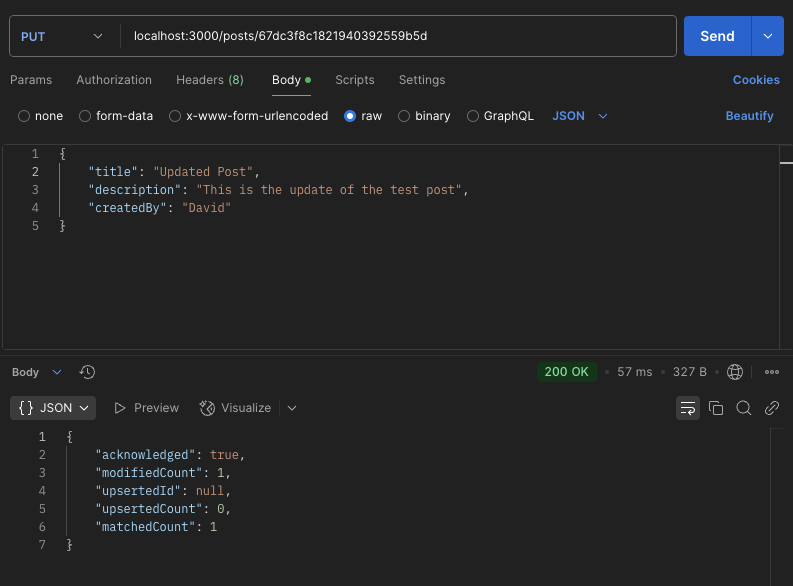 PUT localhost:3000/posts/67dc3f8c1821940392559b5d Send
Params Authorization Headers (8) Body Scripts Settings Cookies
none form-data x-www-form-urlencoded raw binary GraphQL JSON Beautify
1 {
2 "title": "Updated Post",
3 "description": "This is the update of the test post",
4 "createdBy": "David"
5 }
Body 200 OK • 57 ms • 327 B •
{} JSON Preview Visualize
1 {
2 "acknowledged": true,
3 "modifiedCount": 1,
4 "upsertedId": null,
5 "upsertedCount": 0,
6 "matchedCount": 1
7 }